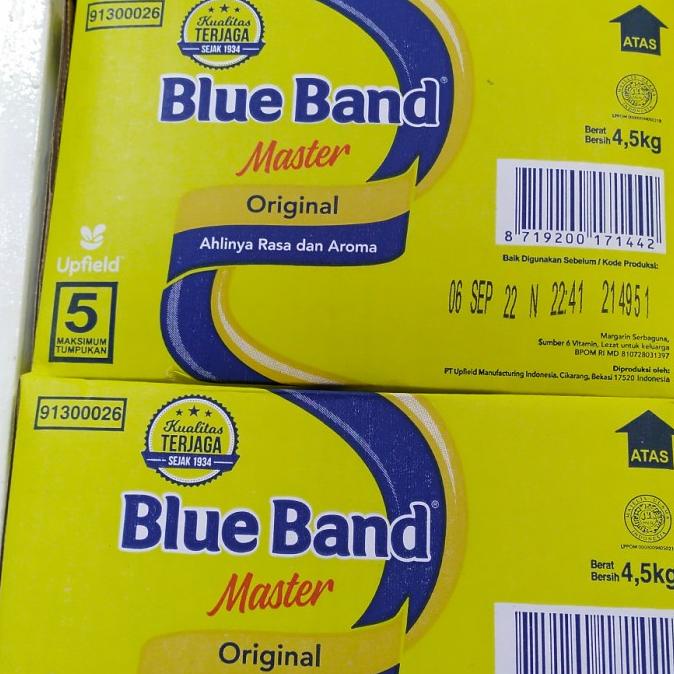 91300026
Kualitas
TERJAGA
SEJAK 1934
ATAS
Blue Band®
Berat
Bersih 4,5kg
Master
Original
Ahlinya Rasa dan Aroma
8 719200 171442
Upfield
Baik Digunakan Sebelum / Kode Produksi:
06 SEP 22 N 22:41 214951
5
MAKSIMUM
TUMPUKAN
Margarin Serbaguna,
Sumber 6 Vitamin, Lezat untuk keluarga
BPOM RI MD 810728031397
Diproduksi oleh:
PT Upfield Manufacturing Indonesia. Cikarang, Bekasi 17520 Indonesia
91300026
Kualitas
TERJAGA
SEJAK 1934
ATAS
Blue Band®
Berat
Bersih 4,5kg
Master
Original